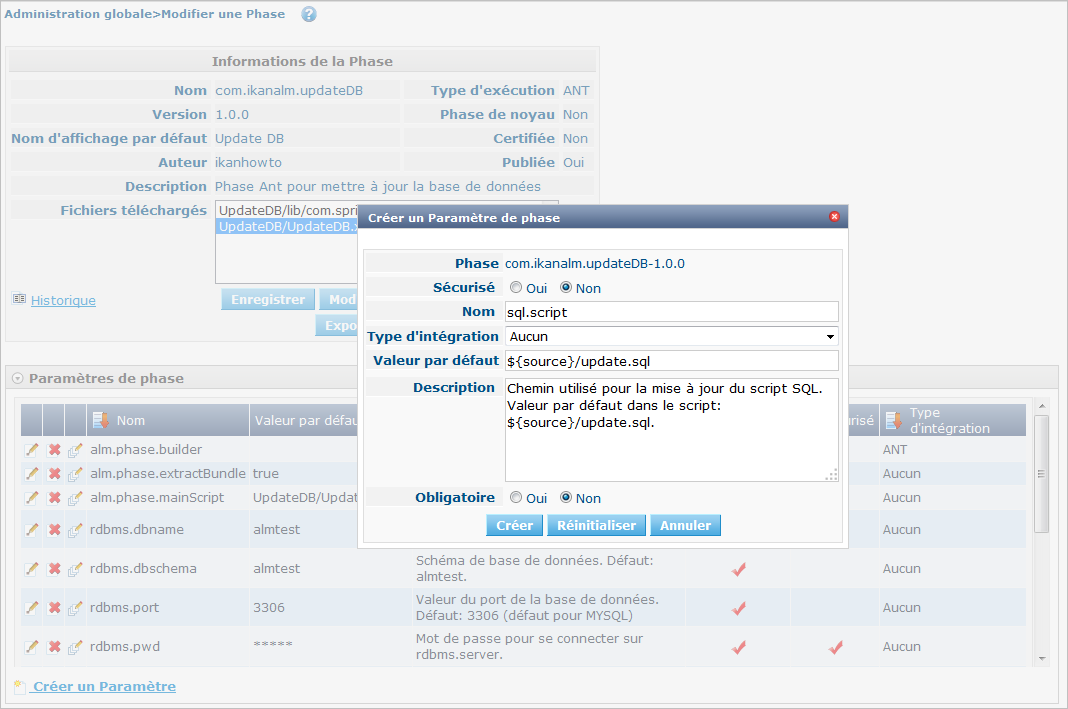 Administration globale>Modifier une Phase ?
Informations de la Phase
Nom com.ikanalm.updateDB Type d'exécution ANT
Version 1.0.0 Phase de noyau Non
Nom d'affichage par défaut Update DB Certifiée Non
Auteur ikanhowto Publiée Oui
Description Phase Ant pour mettre à jour la base de données
Fichiers téléchargés UpdateDB/lib/com.spri
UpdateDB/UpdateDB.x
Historique Enregistrer Mod
Expo
Créer un Paramètre de phase
Phase com.ikanalm.updateDB-1.0.0
Sécurisé Oui Non
Nom sql.script
Type d'intégration Aucun
Valeur par défaut ${source}/update.sql
Description Chemin utilisé pour la mise à jour du script SQL.
Valeur par défaut dans le script:
${source}/update.sql.
Obligatoire Oui Non
Créer Réinitialiser Annuler
Paramètres de phase
Nom Valeur par défau risé Type
d'intégration
alm.phase.builder ANT
alm.phase.extractBundle true Aucun
alm.phase.mainScript UpdateDB/Updat Aucun
rdbms.dbname almtest Aucun
rdbms.dbschema almtest Schéma de base de données. Défaut:
almtest. Aucun
rdbms.port 3306 Valeur du port de la base de données.
Défaut: 3306 (défaut pour MYSQL) Aucun
rdbms.pwd ***** Mot de passe pour se connecter sur
rdbms.server. Aucun
Créer un Paramètre